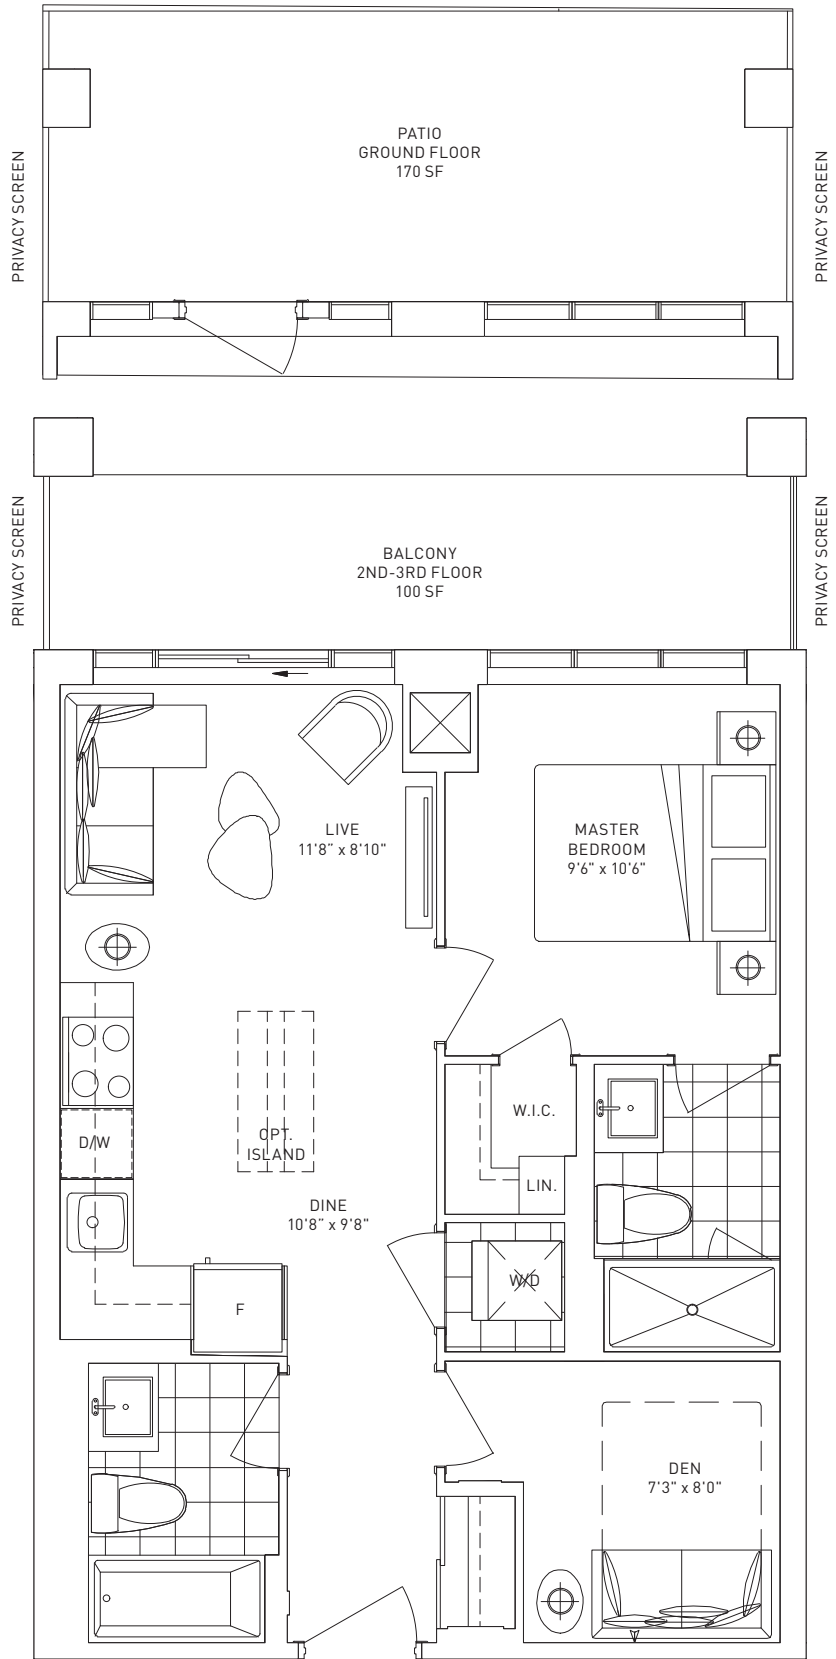 PATIO
GROUND FLOOR
170 SF
PRIVACY SCREEN
PRIVACY SCREEN
BALCONY
2ND-3RD FLOOR
100 SF
PRIVACY SCREEN
PRIVACY SCREEN
LIVE
11'8" x 8'10"
MASTER
BEDROOM
9'6" x 10'6"
D/W
OPT.
ISLAND
W.I.C.
LIN.
DINE
10'8" x 9'8"
W/D
F
DEN
7'3" x 8'0"